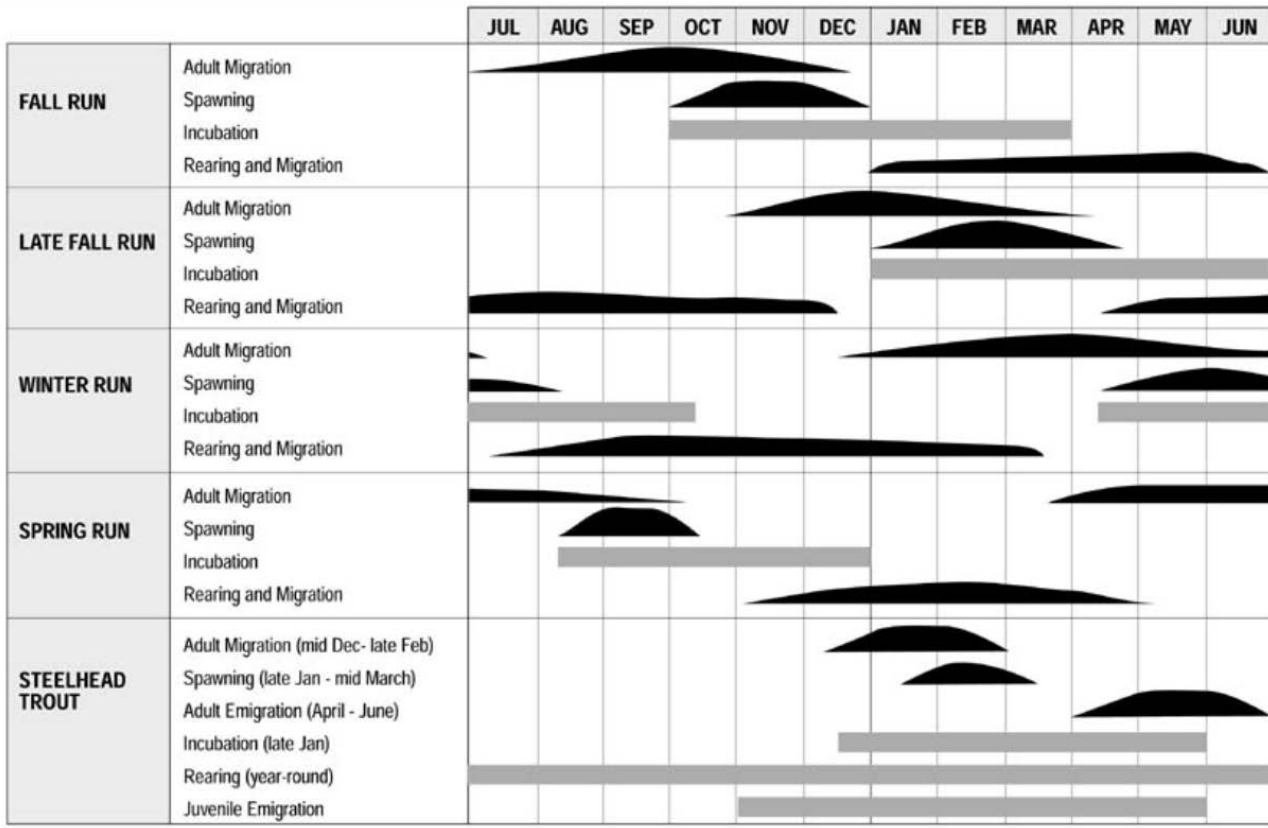 JUL AUG SEP OCT NOV DEC JAN FEB MAR APR MAY JUN
FALL RUN
Adult Migration
Spawning
Incubation
Rearing and Migration
LATE FALL RUN
Adult Migration
Spawning
Incubation
Rearing and Migration
WINTER RUN
Adult Migration
Spawning
Incubation
Rearing and Migration
SPRING RUN
Adult Migration
Spawning
Incubation
Rearing and Migration
STEELHEAD
TROUT
Adult Migration (mid Dec- late Feb)
Spawning (late Jan - mid March)
Adult Emigration (April - June)
Incubation (late Jan)
Rearing (year-round)
Juvenile Emigration